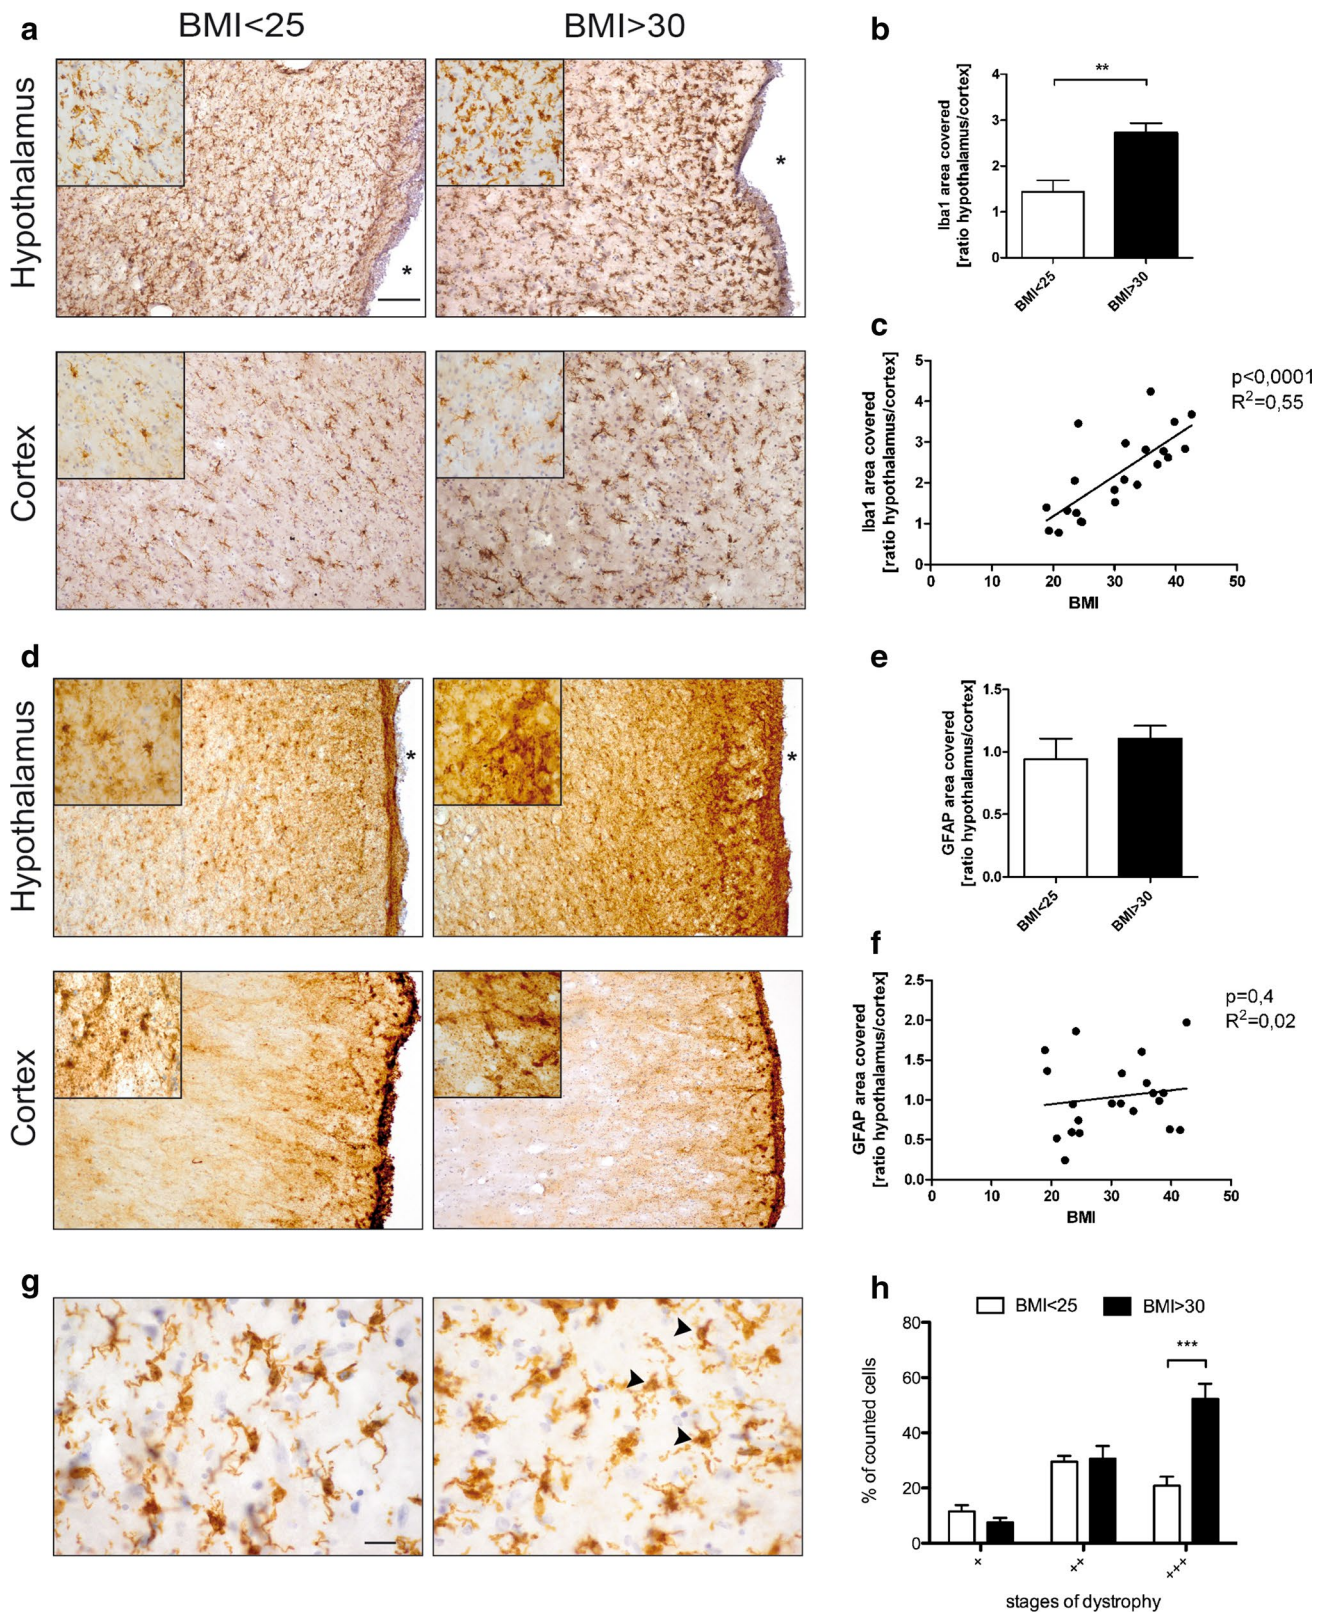 a
BMI<25
BMI>30
Hypothalamus
*
*
Cortex
b
Iba1 area covered
[ratio hypothalamus/cortex]
4
3
2
1
0
**
BMI<25
BMI>30
c
Iba1 area covered
[ratio hypothalamus/cortex]
5
4
3
2
1
0
0 10 20 30 40 50
BMI
p<0,0001
R²=0,55
d
Hypothalamus
*
*
Cortex
e
GFAP area covered
[ratio hypothalamus/cortex]
1.5
1.0
0.5
0.0
BMI<25
BMI>30
f
GFAP area covered
[ratio hypothalamus/cortex]
2.5
2.0
1.5
1.0
0.5
0.0
0 10 20 30 40 50
BMI
p=0,4
R²=0,02
g
h
BMI<25
BMI>30
% of counted cells
80
60
40
20
0
***
+
++
+++
stages of dystrophy